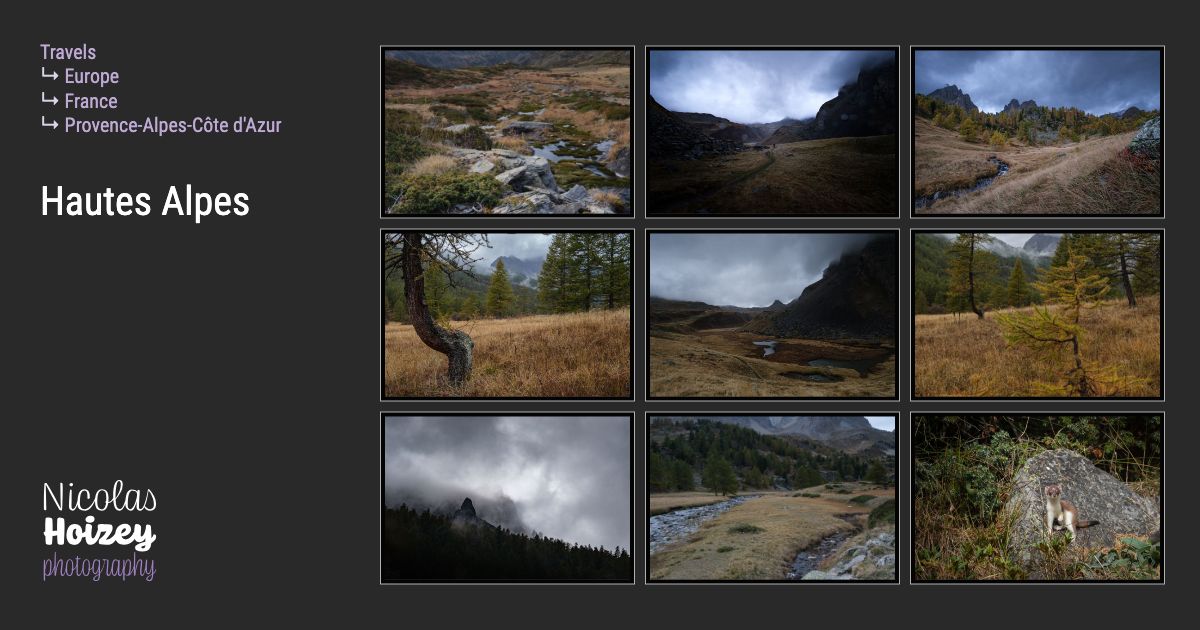 Travels
↳ Europe
↳ France
↳ Provence-Alpes-Côte d'Azur
Hautes Alpes
Nicolas
Hoizey
photography